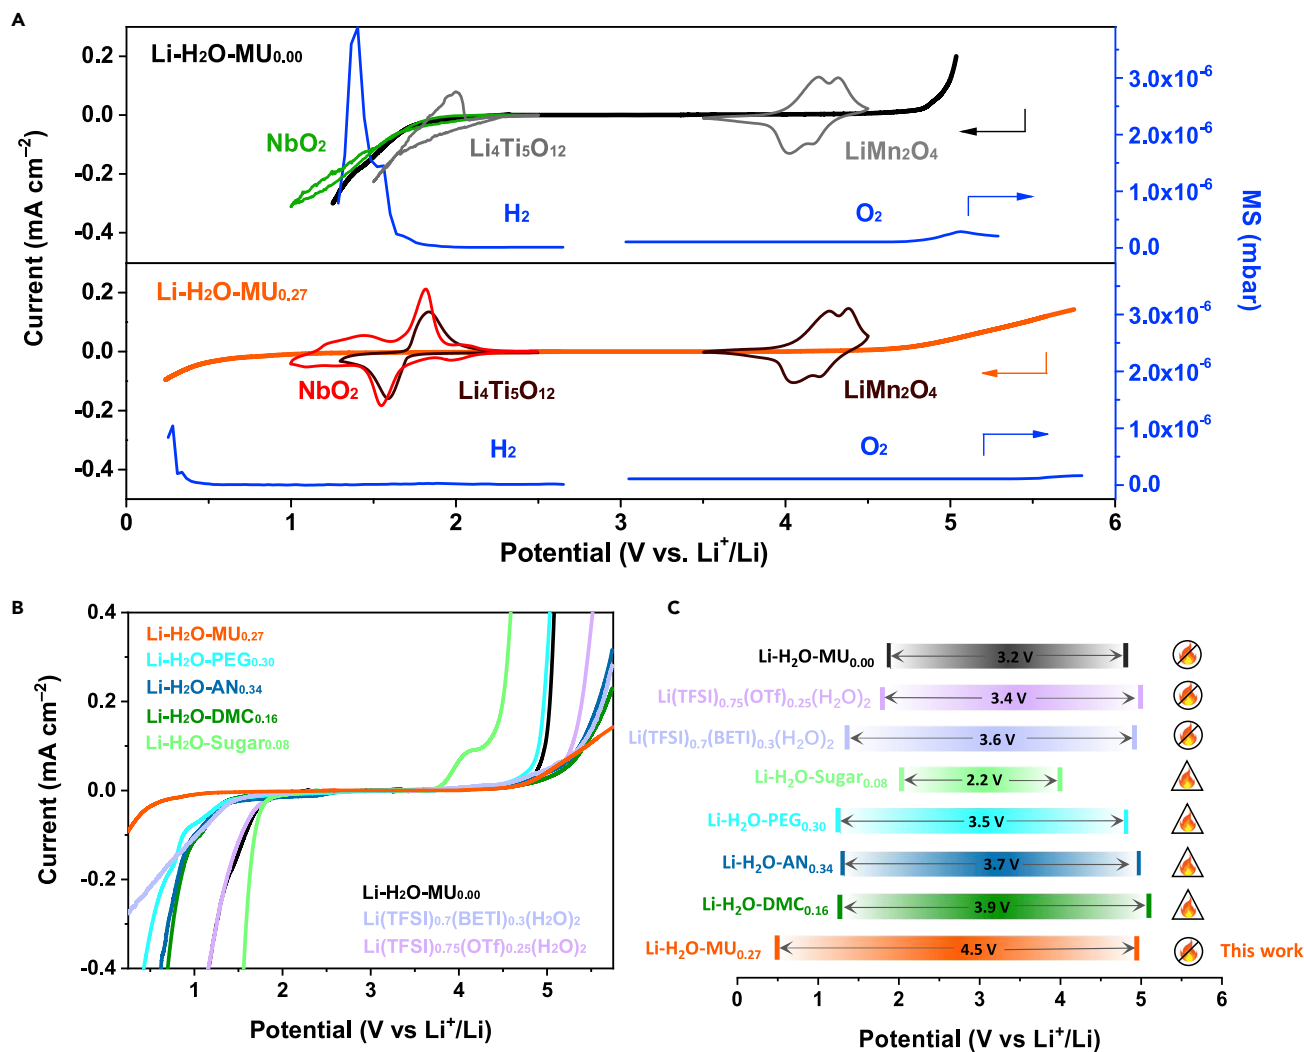 A
Li-H2O-MU0.00
NbO2
Li4Ti5O12
LiMn2O4
H2
O2
0.2
0.0
-0.2
-0.4
3.0x10⁻⁶
2.0x10⁻⁶
1.0x10⁻⁶
0.0
Li-H2O-MU0.27
NbO2
Li4Ti5O12
LiMn2O4
H2
O2
0.2
0.0
-0.2
-0.4
3.0x10⁻⁶
2.0x10⁻⁶
1.0x10⁻⁶
0.0
Current (mA cm⁻²)
MS (mbar)
0 1 2 3 4 5 6
Potential (V vs. Li⁺/Li)
B
0.4
0.2
0.0
-0.2
-0.4
Current (mA cm⁻²)
Li-H2O-MU0.27
Li-H2O-PEG0.30
Li-H2O-AN0.34
Li-H2O-DMC0.16
Li-H2O-Sugar0.08
Li-H2O-MU0.00
Li(TFSI)0.7(BETI)0.3(H2O)2
Li(TFSI)0.75(OTf)0.25(H2O)2
1 2 3 4 5
Potential (V vs Li⁺/Li)
C
Li-H2O-MU0.00 3.2 V
Li(TFSI)0.75(OTf)0.25(H2O)2 3.4 V
Li(TFSI)0.7(BETI)0.3(H2O)2 3.6 V
Li-H2O-Sugar0.08 2.2 V
Li-H2O-PEG0.30 3.5 V
Li-H2O-AN0.34 3.7 V
Li-H2O-DMC0.16 3.9 V
Li-H2O-MU0.27 4.5 V This work
0 1 2 3 4 5 6
Potential (V vs Li⁺/Li)